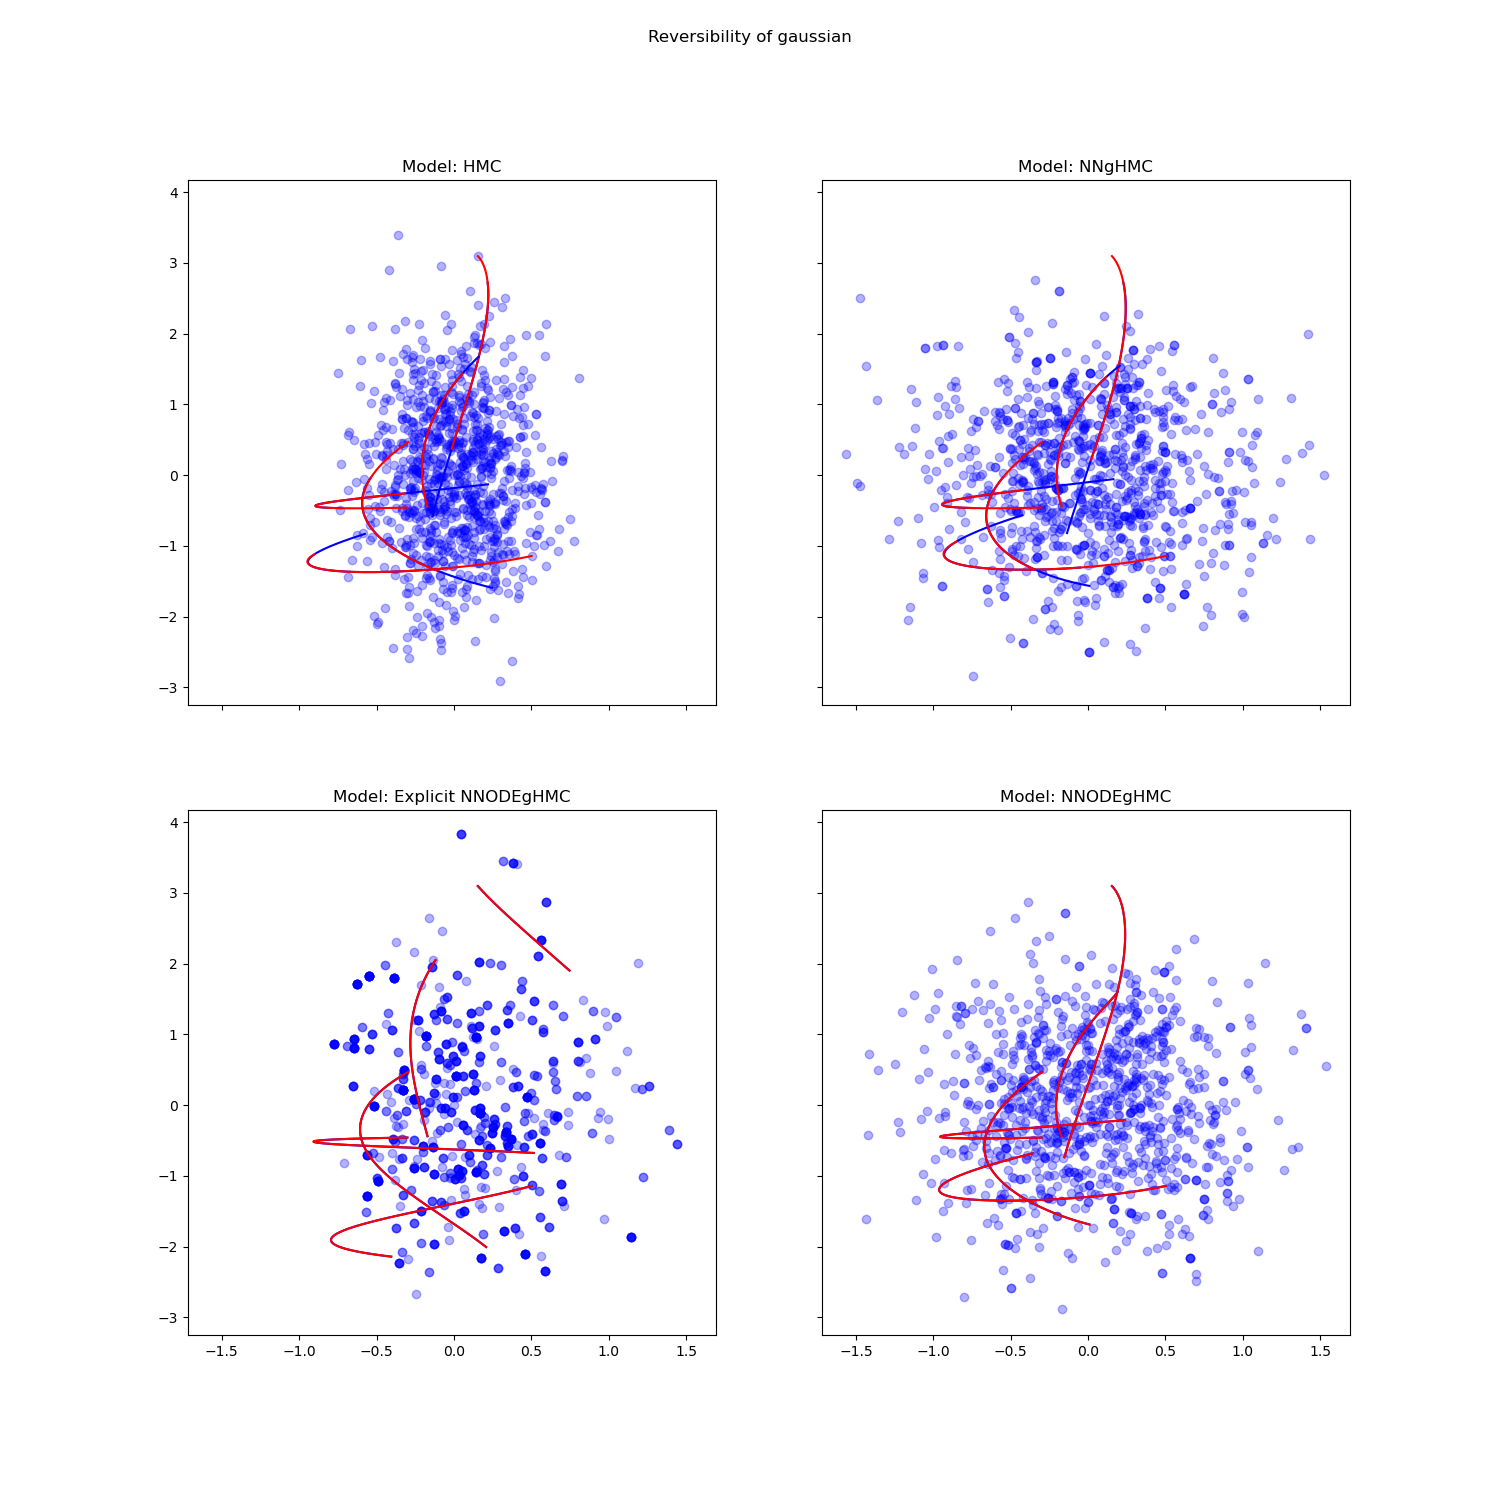 Reversibility of gaussian
Model: HMC
Model: NNgHMC
4
3
2
1
0
−1
−2
−3
Model: Explicit NNODEgHMC
Model: NNODEgHMC
4
3
2
1
0
−1
−2
−3
−1.5 −1.0 −0.5 0.0 0.5 1.0 1.5
−1.5 −1.0 −0.5 0.0 0.5 1.0 1.5